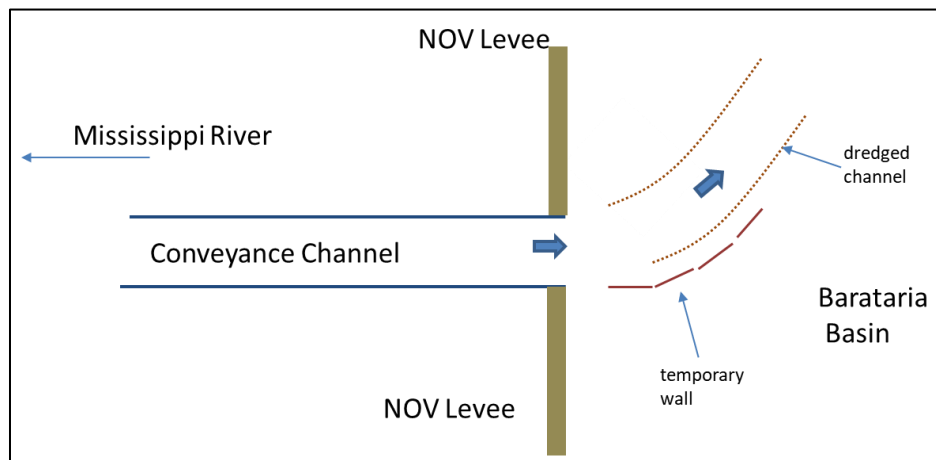 NOV Levee
Mississippi River
dredged
channel
Conveyance Channel
Barataria
Basin
temporary
wall
NOV Levee